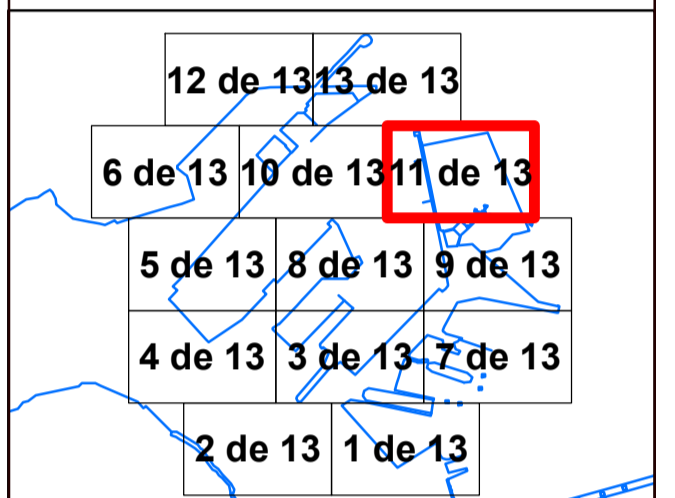 12 de 13 13 de 13
6 de 13 10 de 13 11 de 13
5 de 13 8 de 13 9 de 13
4 de 13 3 de 13 7 de 13
2 de 13 1 de 13